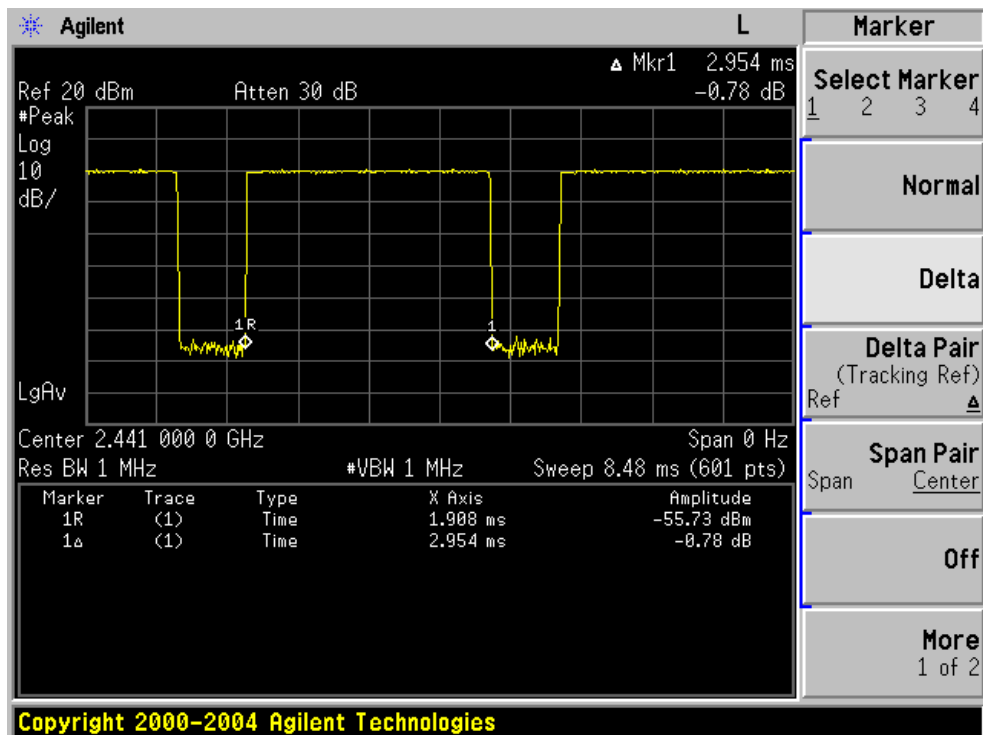 Agilent L
Δ Mkr1 2.954 ms
Ref 20 dBm Atten 30 dB -0.78 dB
#Peak
Log
10
dB/
1R 1
LgAv
Center 2.441 000 0 GHz Span 0 Hz
Res BW 1 MHz #VBW 1 MHz Sweep 8.48 ms (601 pts)
Marker Trace Type X Axis Amplitude
1R (1) Time 1.908 ms -55.73 dBm
1Δ (1) Time 2.954 ms -0.78 dB
Marker
Select Marker
1 2 3 4
Normal
Delta
Delta Pair
(Tracking Ref)
Ref Δ
Span Pair
Span Center
Off
More
1 of 2
Copyright 2000-2004 Agilent Technologies